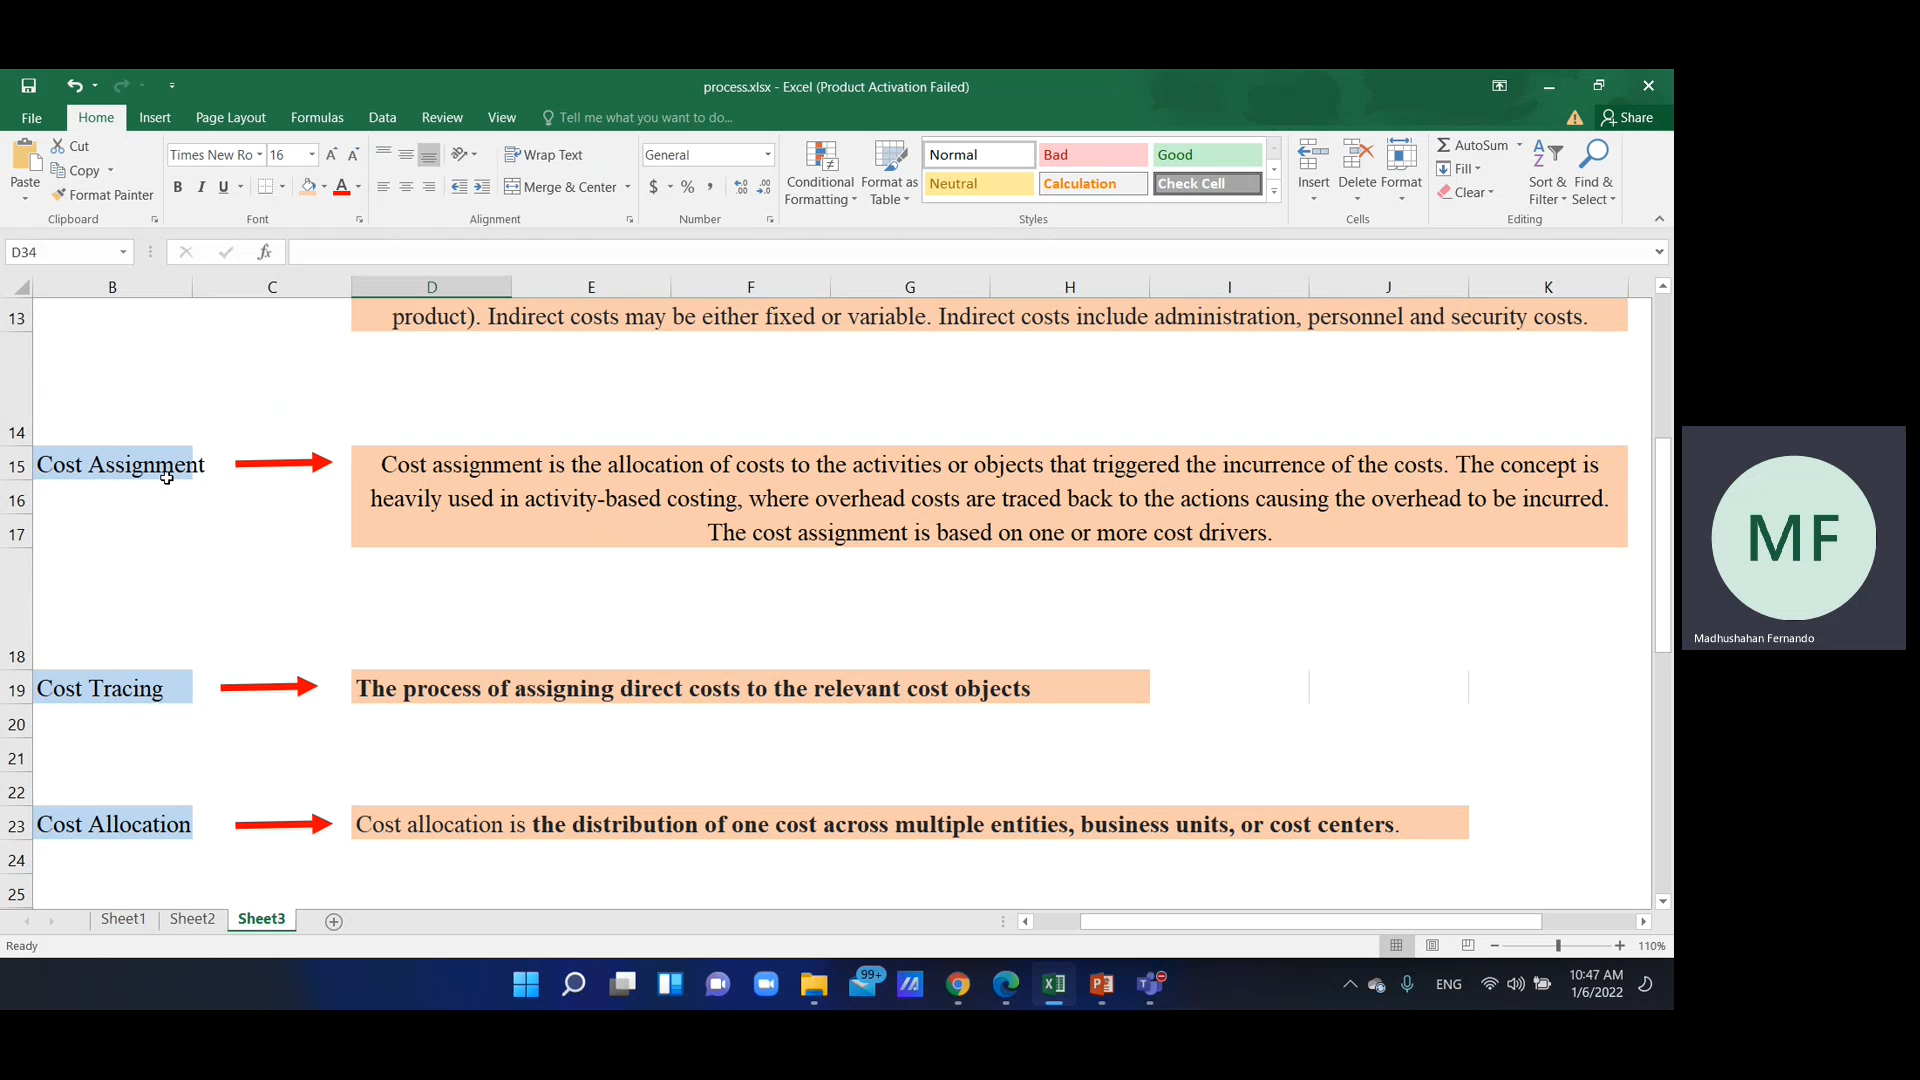 process.xlsx - Excel (Product Activation Failed)
File Home Insert Page Layout Formulas Data Review View Tell me what you want to do... Share
Paste
Cut
Copy
Format Painter
Clipboard
Times New Ro 16
B I U
Font
Wrap Text
Merge & Center
Alignment
General
$ % ,
Number
Conditional Formatting
Format as Table
Normal Bad Good
Neutral Calculation Check Cell
Styles
Insert Delete Format
Cells
AutoSum
Fill
Clear
Sort & Filter
Find & Select
Editing
D34
fx
B C D E F G H I J K
13 product). Indirect costs may be either fixed or variable. Indirect costs include administration, personnel and security costs.
14
15 Cost Assignment Cost assignment is the allocation of costs to the activities or objects that triggered the incurrence of the costs. The concept is
16 heavily used in activity-based costing, where overhead costs are traced back to the actions causing the overhead to be incurred.
17 The cost assignment is based on one or more cost drivers.
18
19 Cost Tracing The process of assigning direct costs to the relevant cost objects
20
21
22
23 Cost Allocation Cost allocation is the distribution of one cost across multiple entities, business units, or cost centers.
24
25
Sheet1 Sheet2 Sheet3
Ready
110%
99+
ENG
10:47 AM
1/6/2022
MF
Madhushahan Fernando